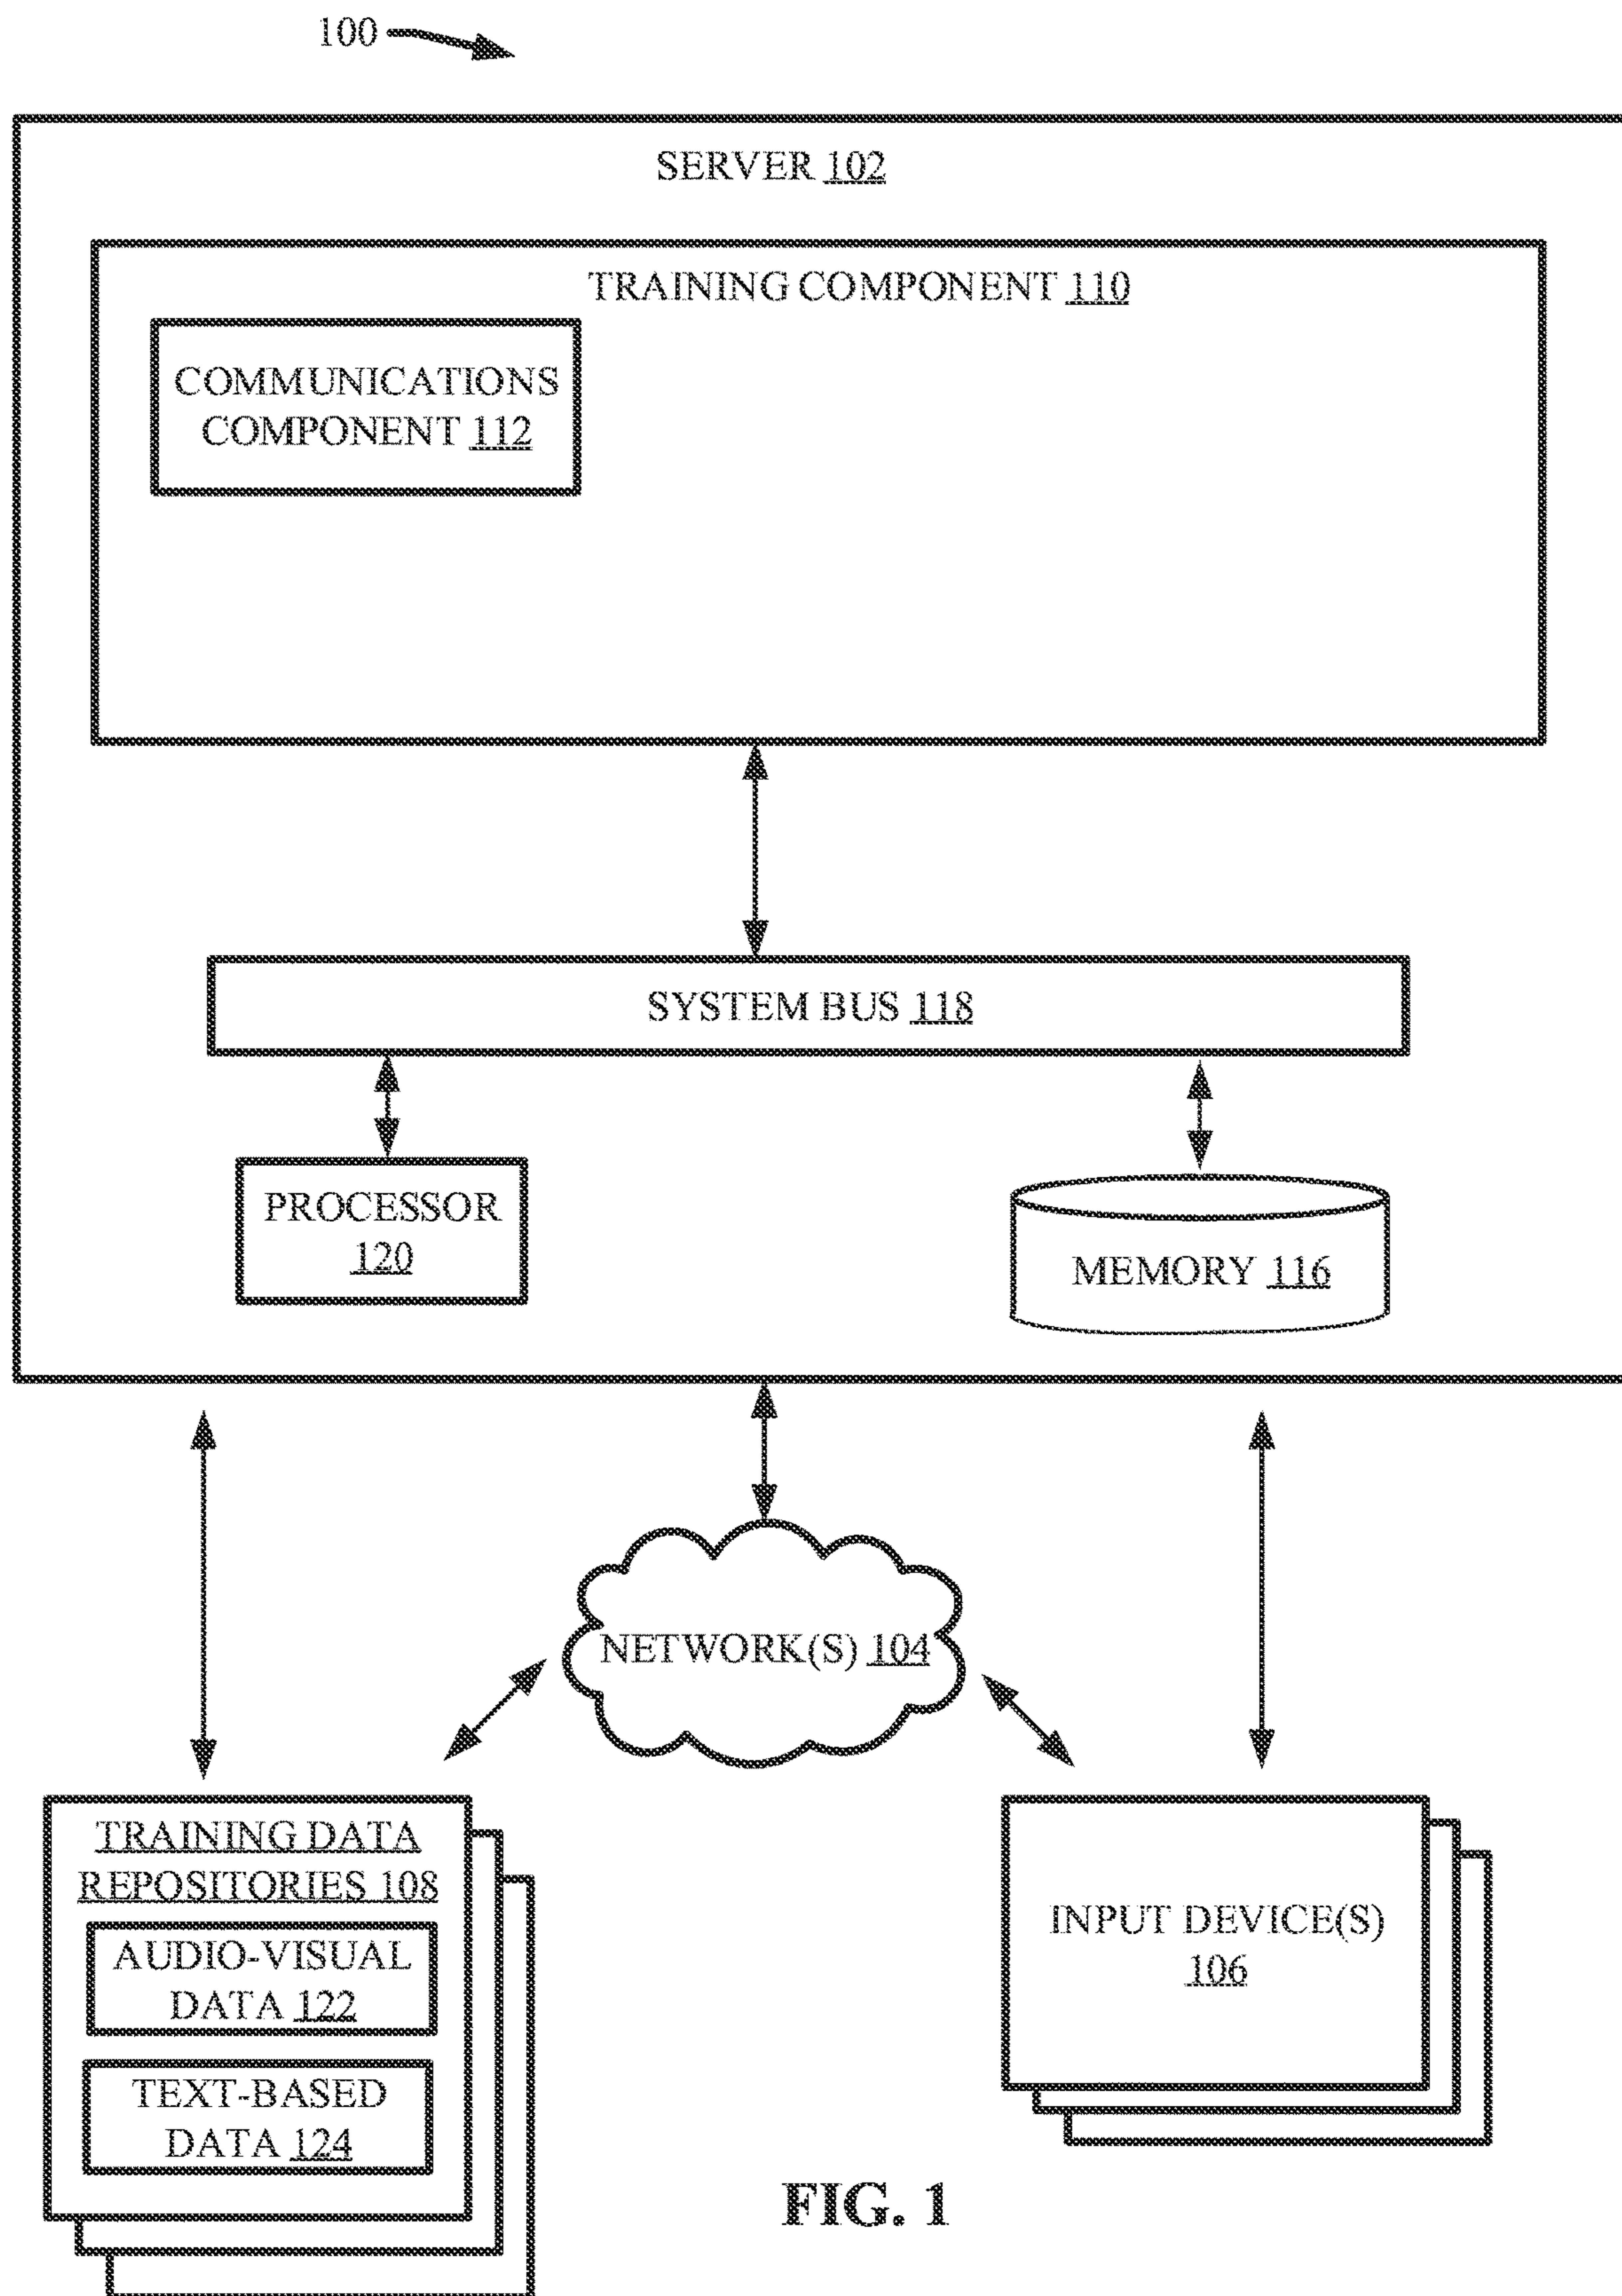 100
SERVER 102
TRAINING COMPONENT 110
COMMUNICATIONS
COMPONENT 112
SYSTEM BUS 118
PROCESSOR
120
MEMORY 116
NETWORK(S) 104
TRAINING DATA
REPOSITORIES 108
AUDIO-VISUAL
DATA 122
TEXT-BASED
DATA 124
INPUT DEVICE(S)
106
FIG. 1